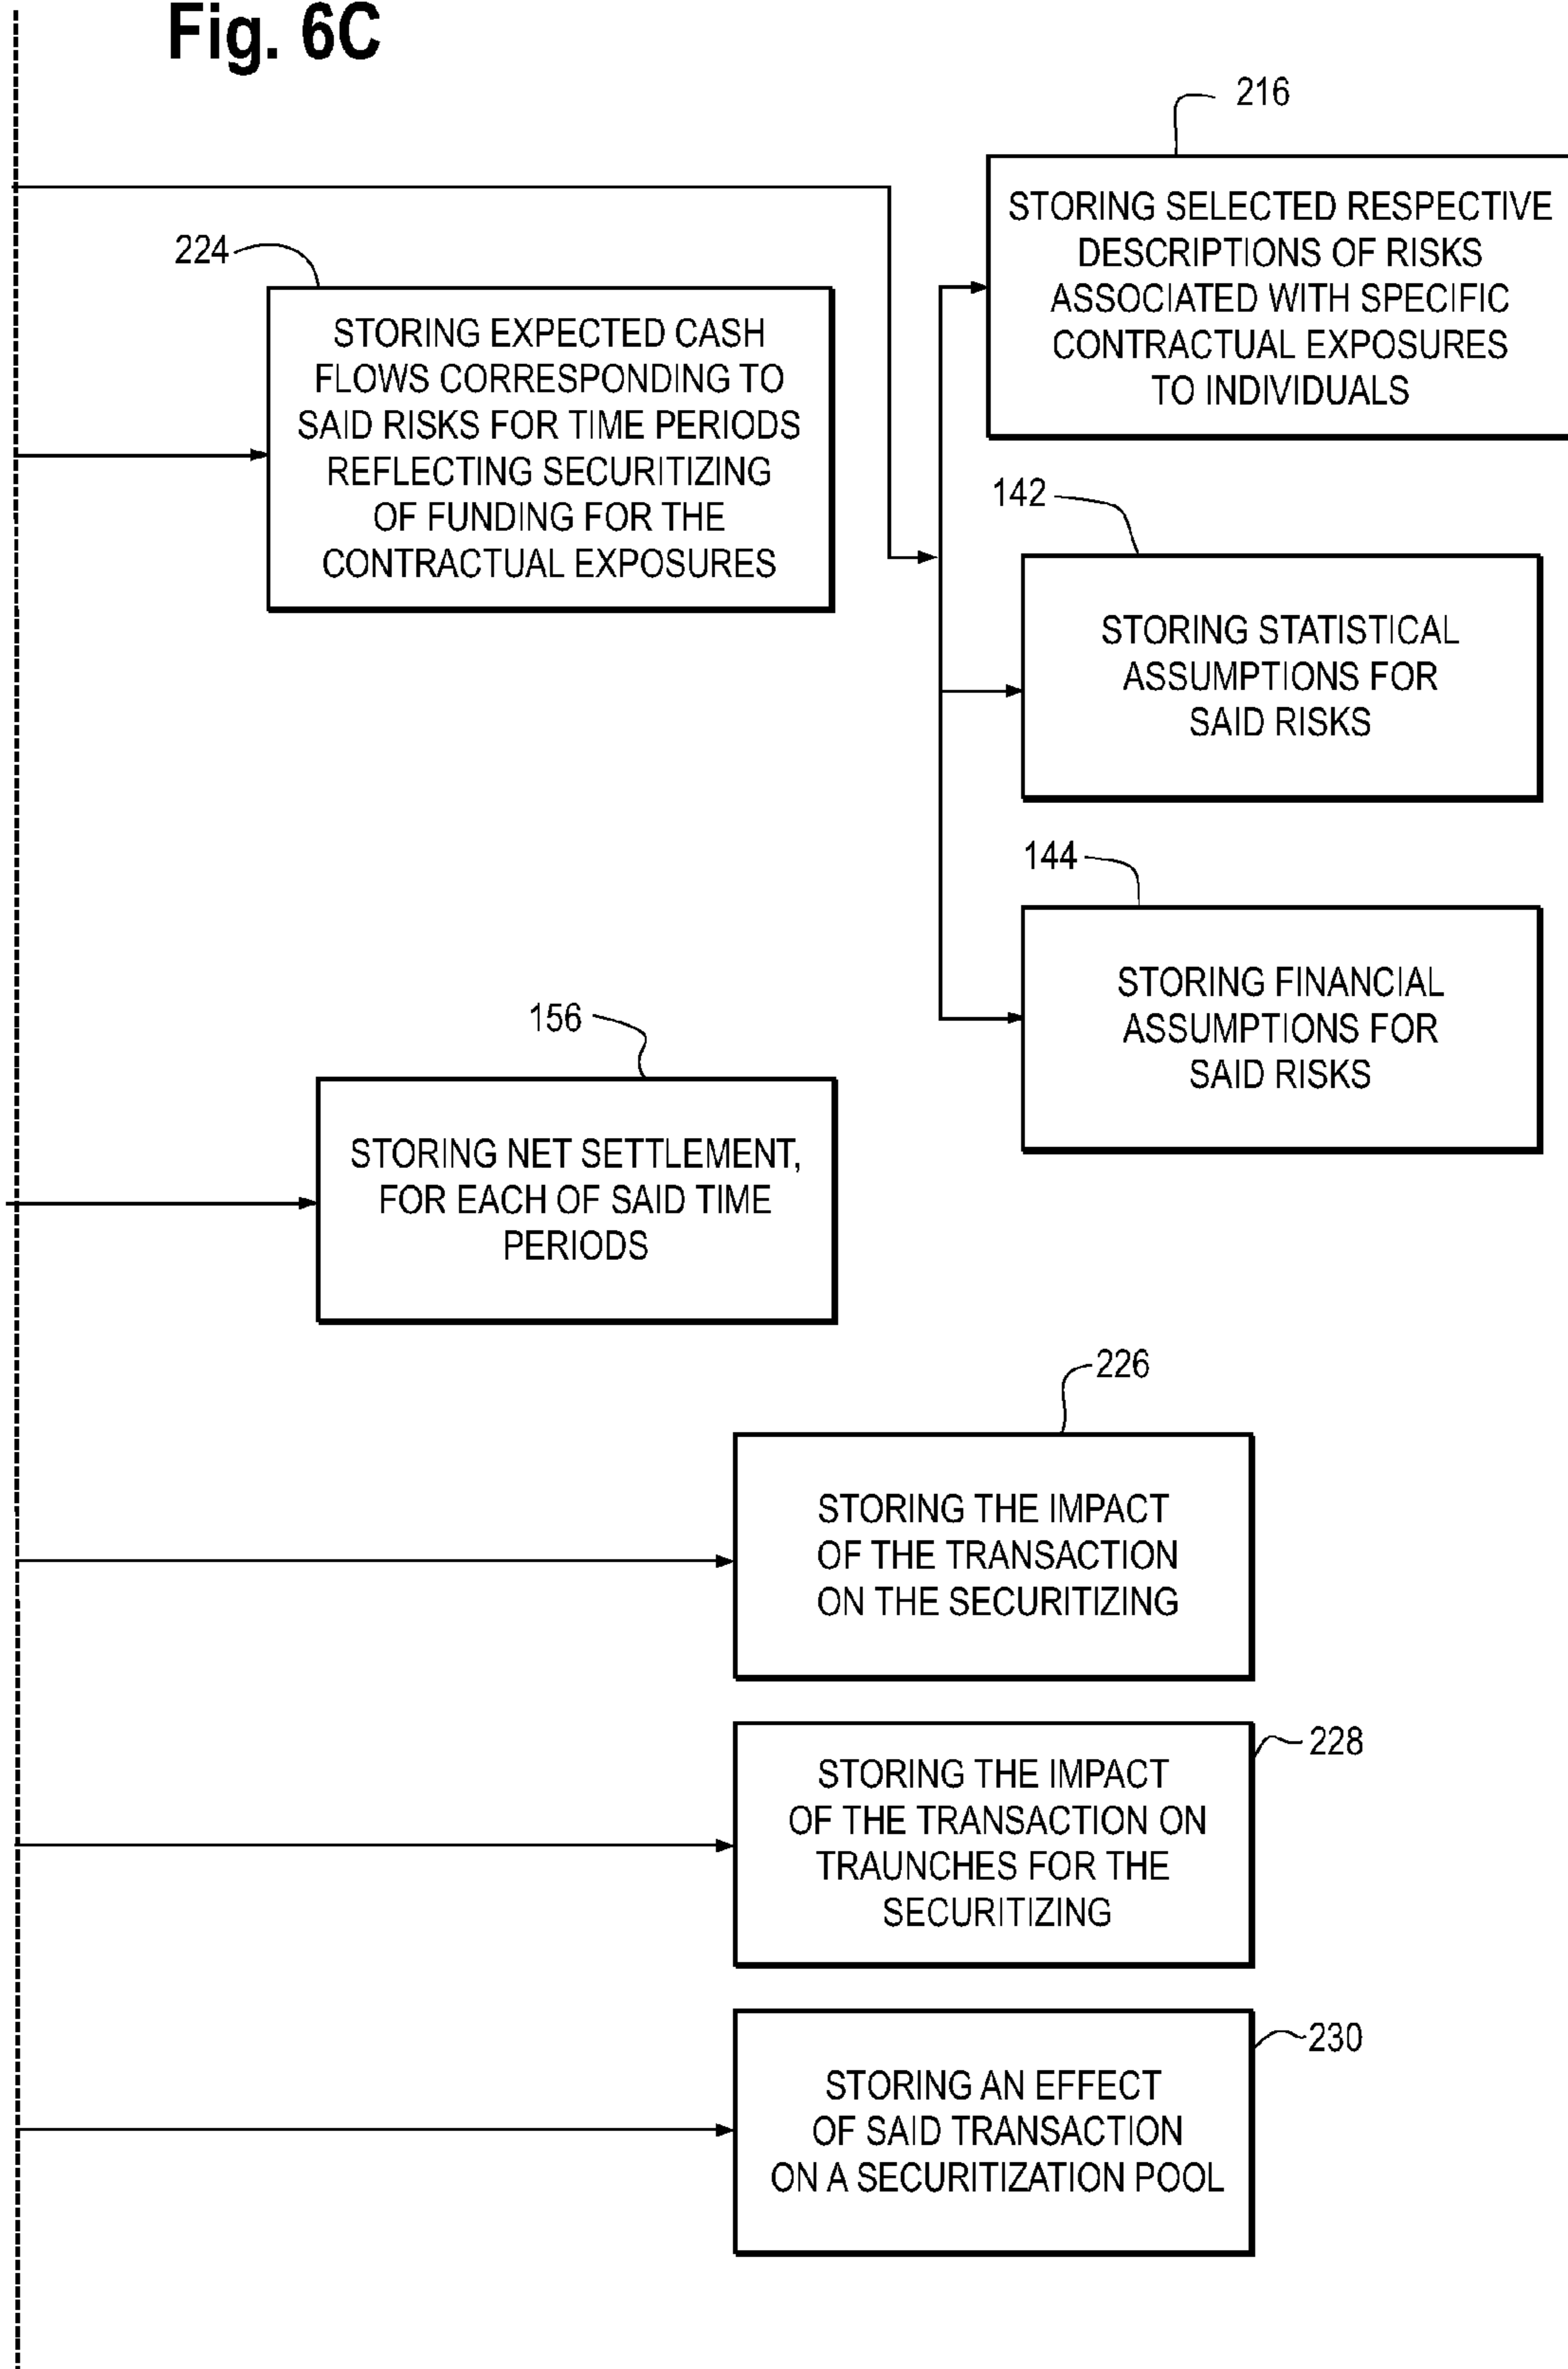 Fig. 6C
216
STORING SELECTED RESPECTIVE
DESCRIPTIONS OF RISKS
ASSOCIATED WITH SPECIFIC
CONTRACTUAL EXPOSURES
TO INDIVIDUALS
224
STORING EXPECTED CASH
FLOWS CORRESPONDING TO
SAID RISKS FOR TIME PERIODS
REFLECTING SECURITIZING
OF FUNDING FOR THE
CONTRACTUAL EXPOSURES
142
STORING STATISTICAL
ASSUMPTIONS FOR
SAID RISKS
144
STORING FINANCIAL
ASSUMPTIONS FOR
SAID RISKS
156
STORING NET SETTLEMENT,
FOR EACH OF SAID TIME
PERIODS
226
STORING THE IMPACT
OF THE TRANSACTION
ON THE SECURITIZING
228
STORING THE IMPACT
OF THE TRANSACTION ON
TRAUNCHES FOR THE
SECURITIZING
230
STORING AN EFFECT
OF SAID TRANSACTION
ON A SECURITIZATION POOL